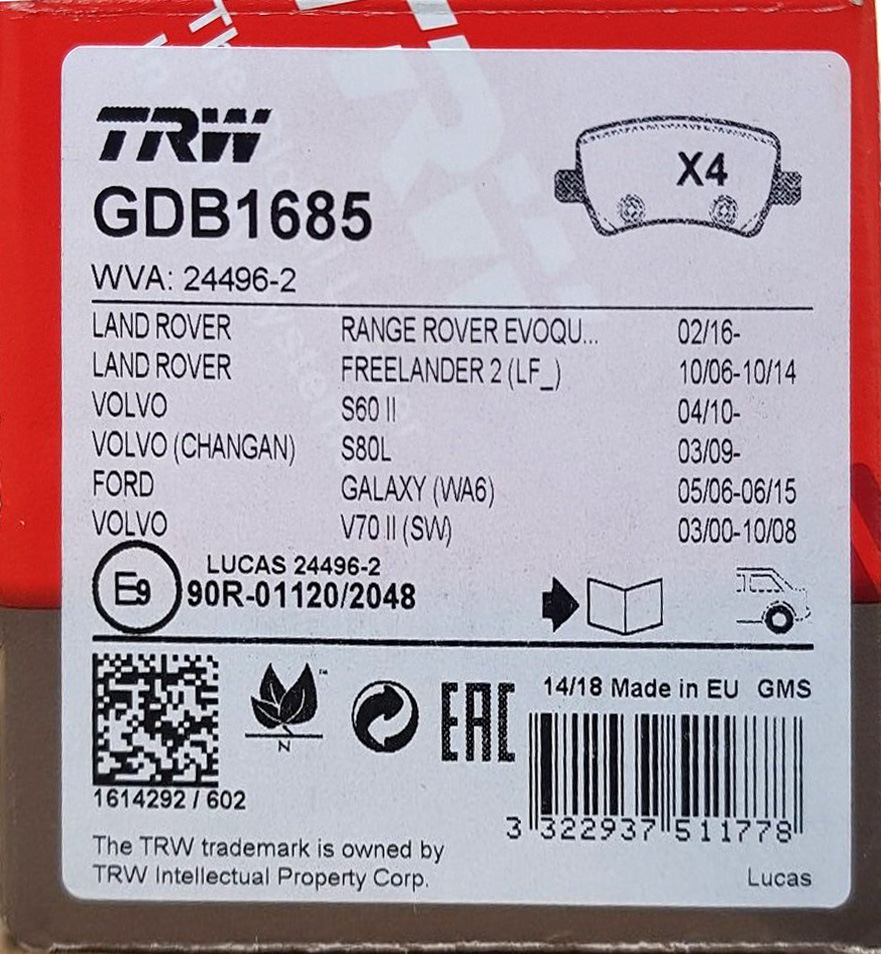 TRW
X4
GDB1685
WVA: 24496-2
LAND ROVER RANGE ROVER EVOQU... 02/16-
LAND ROVER FREELANDER 2 (LF_) 10/06-10/14
VOLVO S60 II 04/10-
VOLVO (CHANGAN) S80L 03/09-
FORD GALAXY (WA6) 05/06-06/15
VOLVO V70 II (SW) 03/00-10/08
LUCAS 24496-2
E9 90R-01120/2048
14/18 Made in EU GMS
™
N
EAC
1614292 / 602
3 322937 511778
The TRW trademark is owned by
TRW Intellectual Property Corp.
Lucas